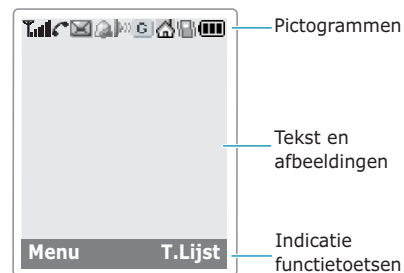 G
Pictogrammen
Tekst en
afbeeldingen
Menu T.Lijst
Indicatie
functietoetsen